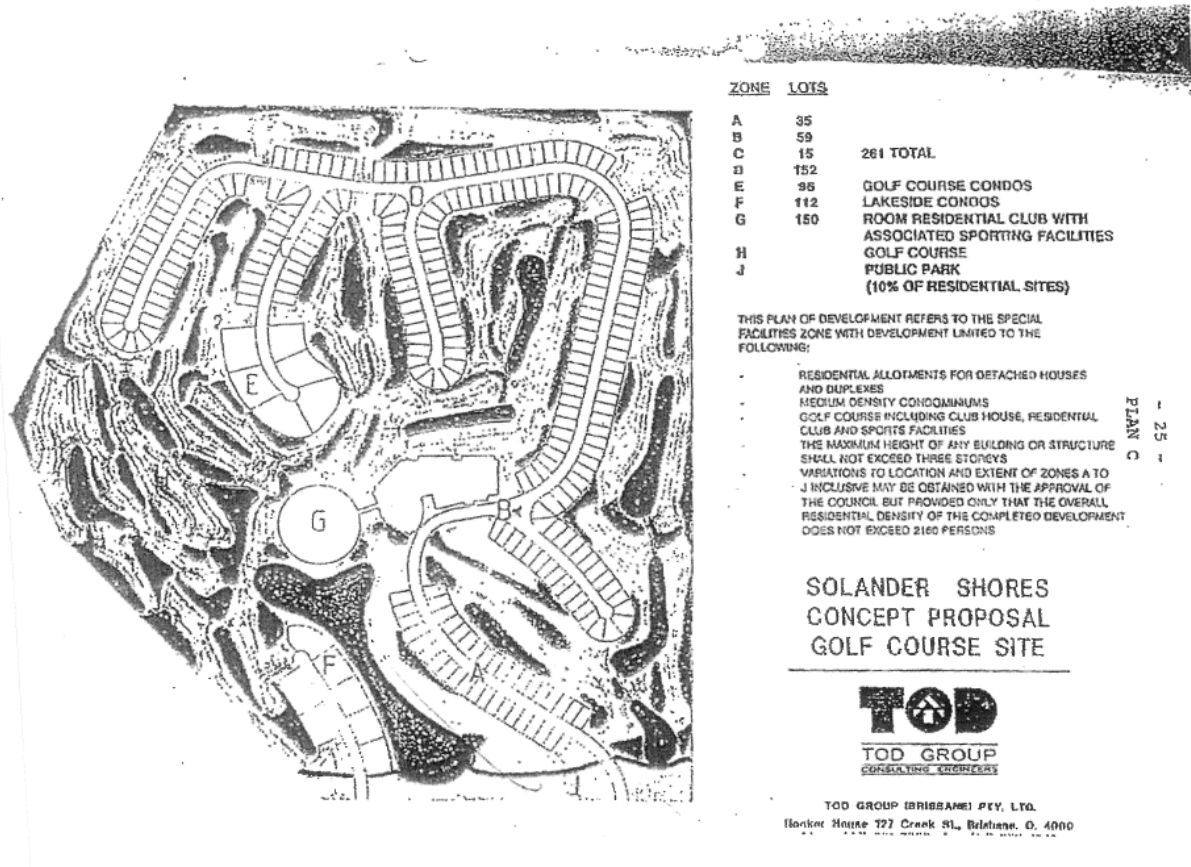 ZONE LOTS
A 35
B 59
C 15 261 TOTAL
D 152
E 96 GOLF COURSE CONDOS
F 112 LAKESIDE CONDOS
G 150 ROOM RESIDENTIAL CLUB WITH
ASSOCIATED SPORTING FACILITIES
H GOLF COURSE
J PUBLIC PARK
(10% OF RESIDENTIAL SITES)
THIS PLAN OF DEVELOPMENT REFERS TO THE SPECIAL
FACILITIES ZONE WITH DEVELOPMENT LIMITED TO THE
FOLLOWING:
- RESIDENTIAL ALLOTMENTS FOR DETACHED HOUSES
AND DUPLEXES
- MEDIUM DENSITY CONDOMINIUMS
- GOLF COURSE INCLUDING CLUB HOUSE, RESIDENTIAL
CLUB AND SPORTS FACILITIES
- THE MAXIMUM HEIGHT OF ANY BUILDING OR STRUCTURE
SHALL NOT EXCEED THREE STOREYS
- VARIATIONS TO LOCATION AND EXTENT OF ZONES A TO
J INCLUSIVE MAY BE OBTAINED WITH THE APPROVAL OF
THE COUNCIL BUT PROVIDED ONLY THAT THE OVERALL
RESIDENTIAL DENSITY OF THE COMPLETED DEVELOPMENT
DOES NOT EXCEED 2160 PERSONS
- 25 -
PLAN C
SOLANDER SHORES
CONCEPT PROPOSAL
GOLF COURSE SITE
TOD
TOD GROUP
CONSULTING ENGINEERS
TOD GROUP (BRISBANE) PTY. LTD.
Hooker House 127 Creek St., Brisbane. Q. 4000
D
E
G
B
F
A